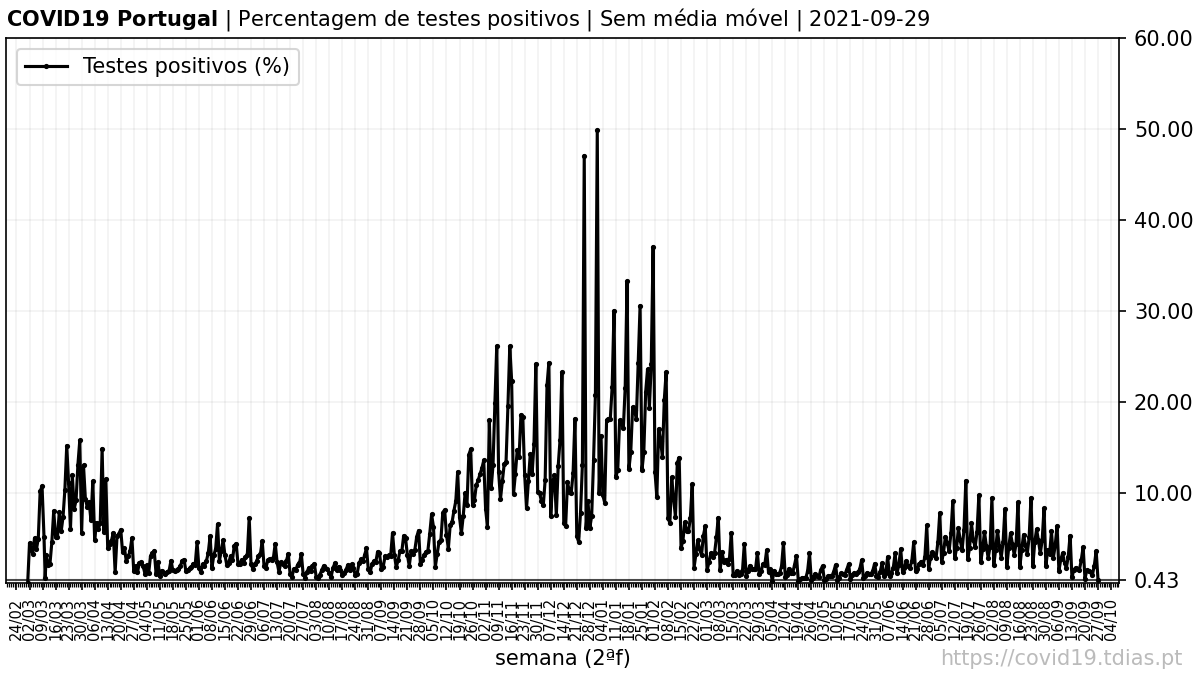 COVID19 Portugal | Percentagem de testes positivos | Sem média móvel | 2021-09-29
Testes positivos (%)
60.00
50.00
40.00
30.00
20.00
10.00
0.43
24/02 02/03 09/03 16/03 23/03 30/03 06/04 13/04 20/04 27/04 04/05 11/05 18/05 25/05 01/06 08/06 15/06 22/06 29/06 06/07 13/07 20/07 27/07 03/08 10/08 17/08 24/08 31/08 07/09 14/09 21/09 28/09 05/10 12/10 19/10 26/10 02/11 09/11 16/11 23/11 30/11 07/12 14/12 21/12 28/12 04/01 11/01 18/01 25/01 01/02 08/02 15/02 22/02 01/03 08/03 15/03 22/03 29/03 05/04 12/04 19/04 26/04 03/05 10/05 17/05 24/05 31/05 07/06 14/06 21/06 28/06 05/07 12/07 19/07 26/07 02/08 09/08 16/08 23/08 30/08 06/09 13/09 20/09 27/09 04/10
semana (2ªf)
https://covid19.tdias.pt